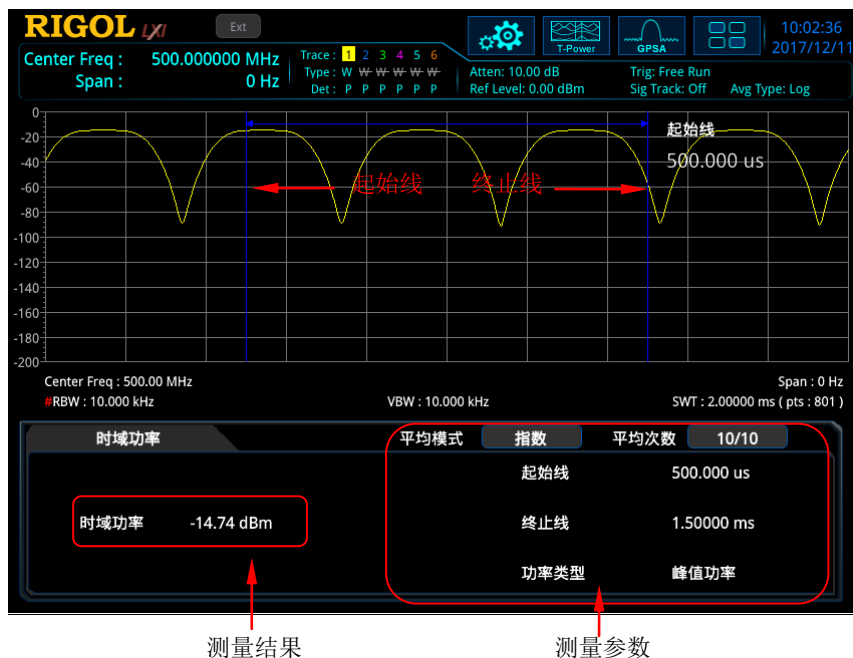 RIGOL LXI Ext T-Power GPSA 10:02:36
2017/12/11
Center Freq : 500.000000 MHz
Span : 0 Hz
Trace : 1 2 3 4 5 6
Type : W W W W W W
Det : P P P P P P
Atten: 10.00 dB
Ref Level: 0.00 dBm
Trig: Free Run
Sig Track: Off Avg Type: Log
0
-20
-40
-60
-80
-100
-120
-140
-160
-180
-200
起始线
500.000 us
起始线 终止线
Center Freq : 500.00 MHz Span : 0 Hz
#RBW : 10.000 kHz VBW : 10.000 kHz SWT : 2.00000 ms ( pts : 801 )
时域功率
时域功率 -14.74 dBm
平均模式 指数 平均次数 10/10
起始线 500.000 us
终止线 1.50000 ms
功率类型 峰值功率
测量结果 测量参数